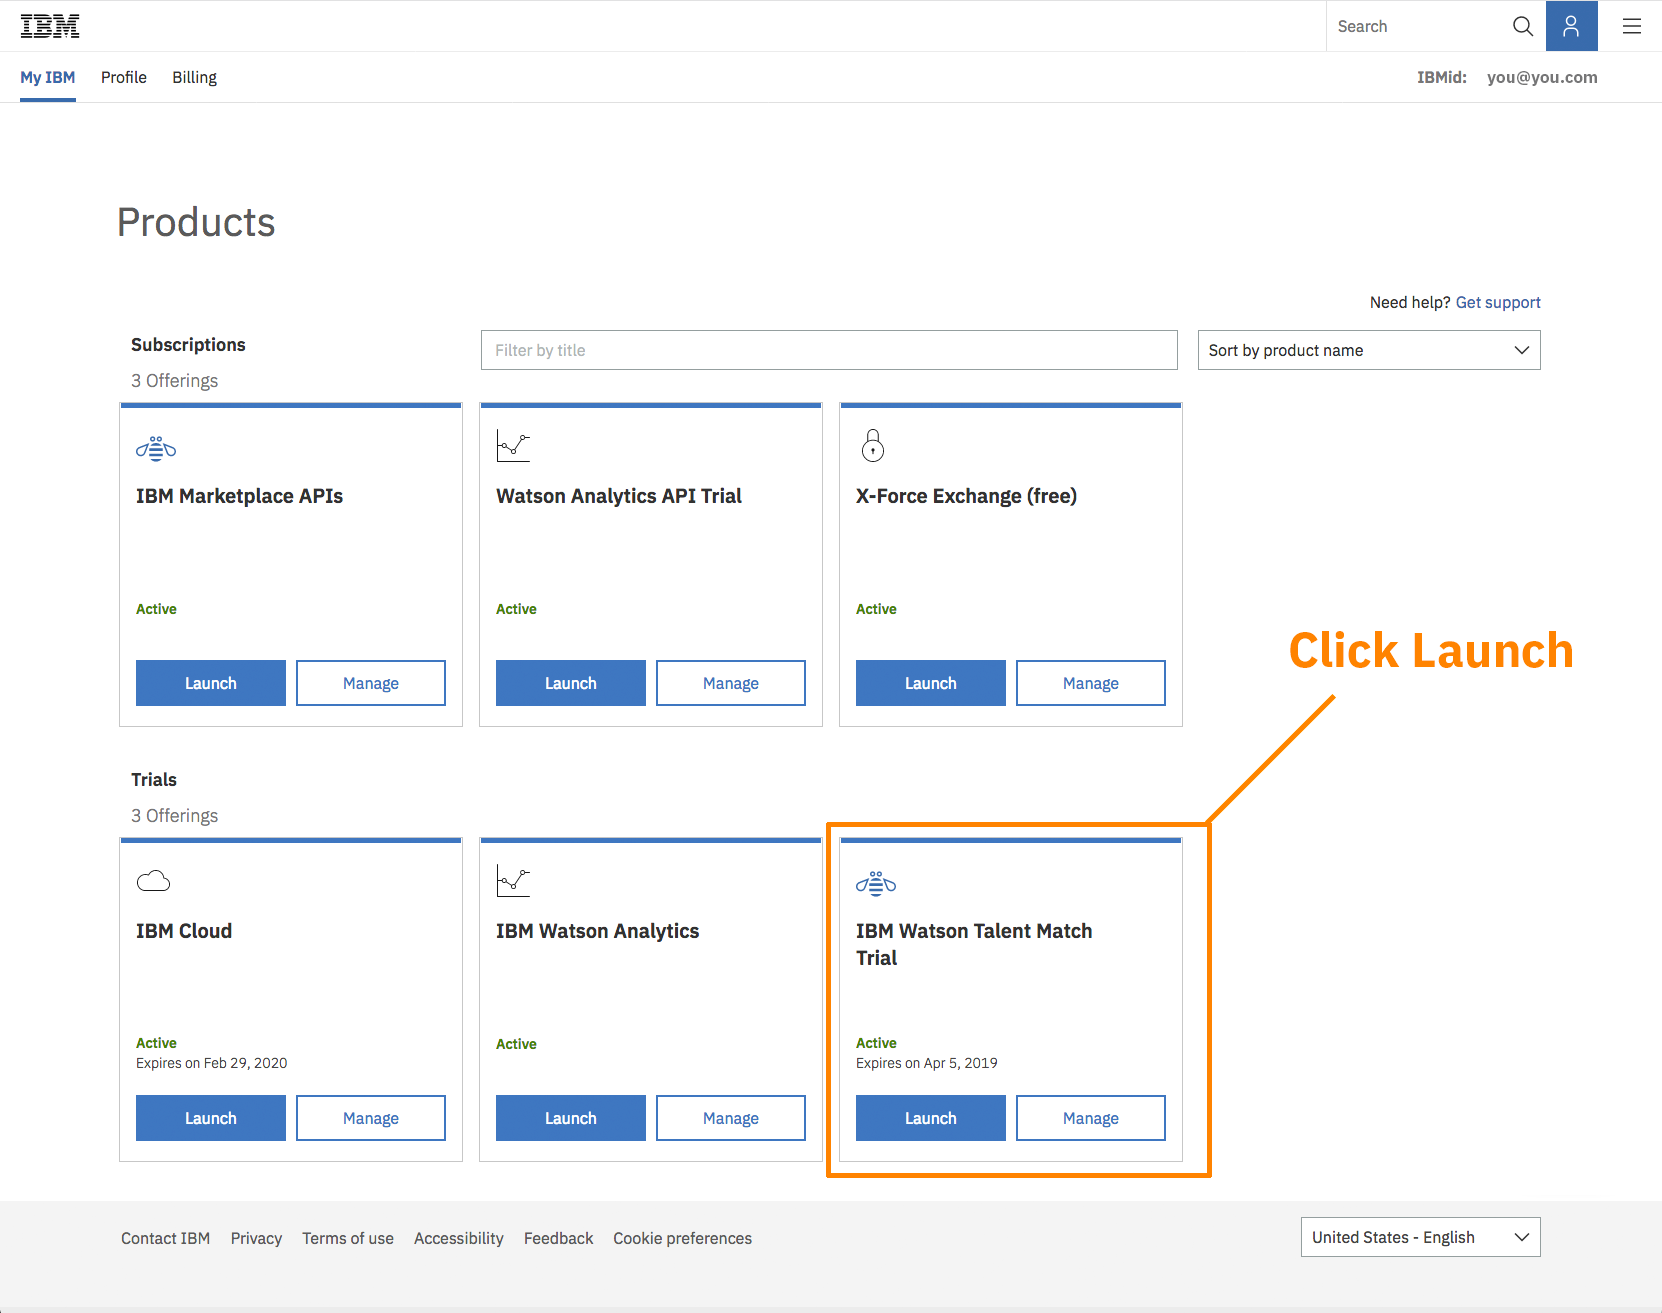 IBM
Search
My IBM
Profile
Billing
IBMid: you@you.com
Products
Need help? Get support
Subscriptions
3 Offerings
Filter by title
Sort by product name
IBM Marketplace APIs
Active
Launch
Manage
Watson Analytics API Trial
Active
Launch
Manage
X-Force Exchange (free)
Active
Launch
Manage
Click Launch
Trials
3 Offerings
IBM Cloud
Active
Expires on Feb 29, 2020
Launch
Manage
IBM Watson Analytics
Active
Launch
Manage
IBM Watson Talent Match
Trial
Active
Expires on Apr 5, 2019
Launch
Manage
Contact IBM
Privacy
Terms of use
Accessibility
Feedback
Cookie preferences
United States - English